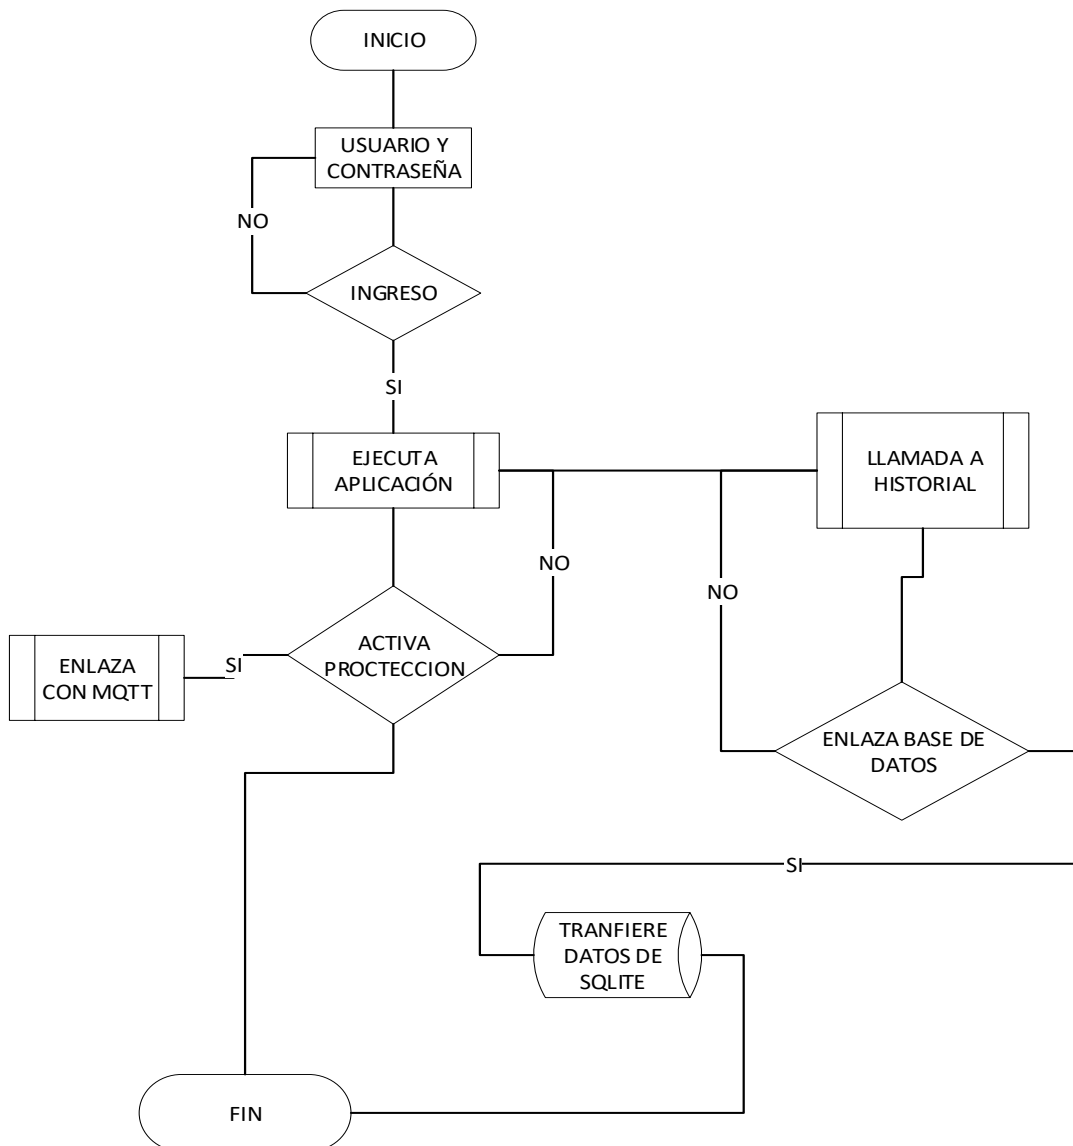 INICIO
USUARIO Y
CONTRASEÑA
NO
INGRESO
SI
EJECUTA
APLICACIÓN
LLAMADA A
HISTORIAL
NO
NO
ACTIVA
PROCTECCION
SI
ENLAZA
CON MQTT
ENLAZA BASE DE
DATOS
SI
TRANFIERE
DATOS DE
SQLITE
FIN